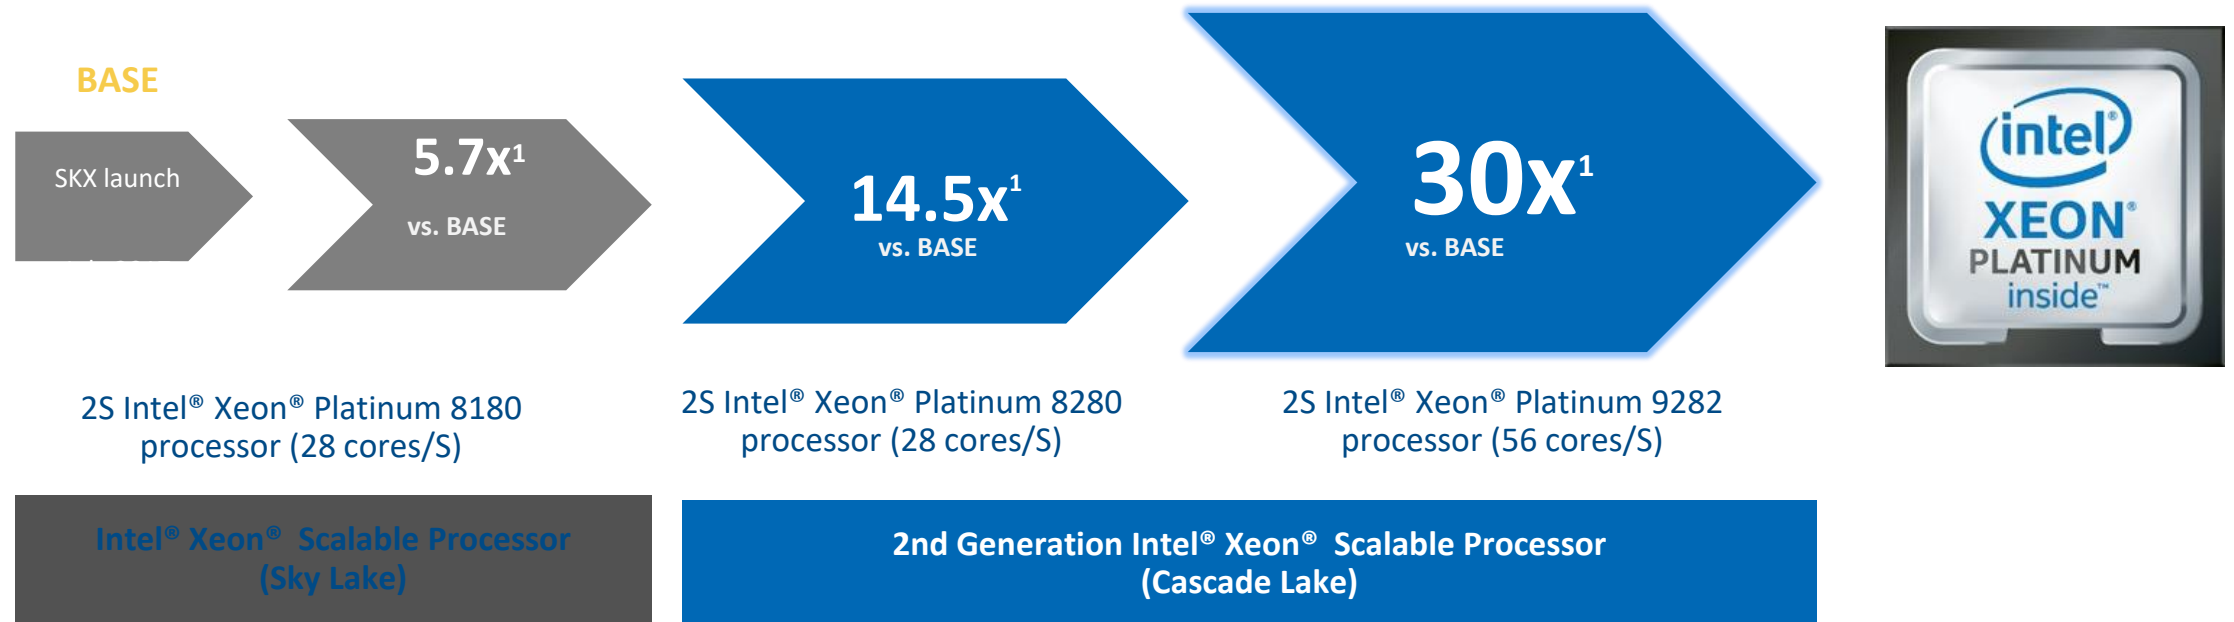 BASE
SKX launch
5.7x¹
vs. BASE
14.5x¹
vs. BASE
30x¹
vs. BASE
intel®
XEON®
PLATINUM
inside™
2S Intel® Xeon® Platinum 8180
processor (28 cores/S)
2S Intel® Xeon® Platinum 8280
processor (28 cores/S)
2S Intel® Xeon® Platinum 9282
processor (56 cores/S)
Intel® Xeon® Scalable Processor
(Sky Lake)
2nd Generation Intel® Xeon® Scalable Processor
(Cascade Lake)